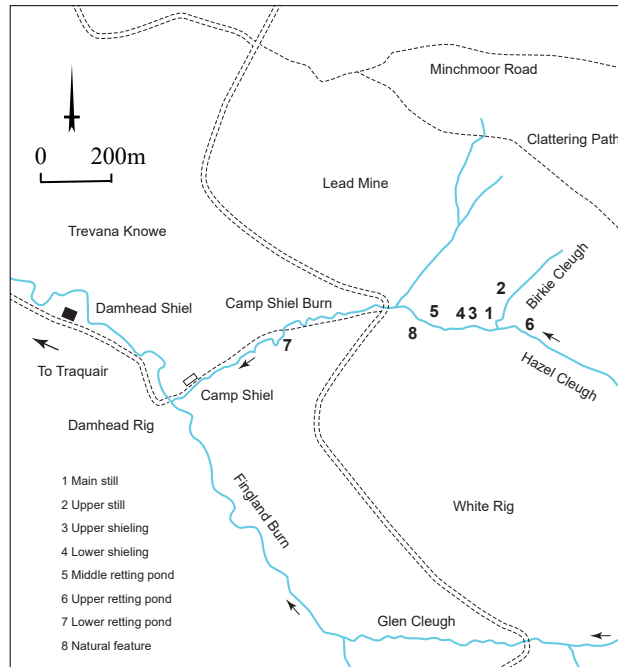 Minchmoor Road
Clattering Path
0 200m
Lead Mine
Trevana Knowe
Birkie Cleugh
2
Damhead Shiel
Camp Shiel Burn
5
4 3 1
6
8
7
Hazel Cleugh
To Traquair
Camp Shiel
Damhead Rig
Fingland Burn
White Rig
1 Main still
2 Upper still
3 Upper shieling
4 Lower shieling
5 Middle retting pond
6 Upper retting pond
7 Lower retting pond
8 Natural feature
Glen Cleugh